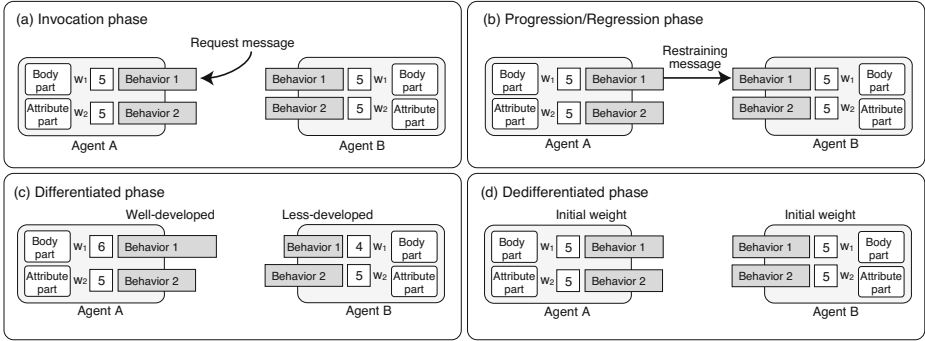 (a) Invocation phase
Request message
Body part
w1 5 Behavior 1
Attribute part
w2 5 Behavior 2
Agent A
Behavior 1 5 w1
Body part
Behavior 2 5 w2
Attribute part
Agent B
(b) Progression/Regression phase
Restraining message
Body part
w1 5 Behavior 1
Attribute part
w2 5 Behavior 2
Agent A
Behavior 1 5 w1
Body part
Behavior 2 5 w2
Attribute part
Agent B
(c) Differentiated phase
Well-developed
Body part
w1 6 Behavior 1
Attribute part
w2 5 Behavior 2
Agent A
Less-developed
Behavior 1 4 w1
Body part
Behavior 2 5 w2
Attribute part
Agent B
(d) Dedifferentiated phase
Initial weight
Body part
w1 5 Behavior 1
Attribute part
w2 5 Behavior 2
Agent A
Initial weight
Behavior 1 5 w1
Body part
Behavior 2 5 w2
Attribute part
Agent B